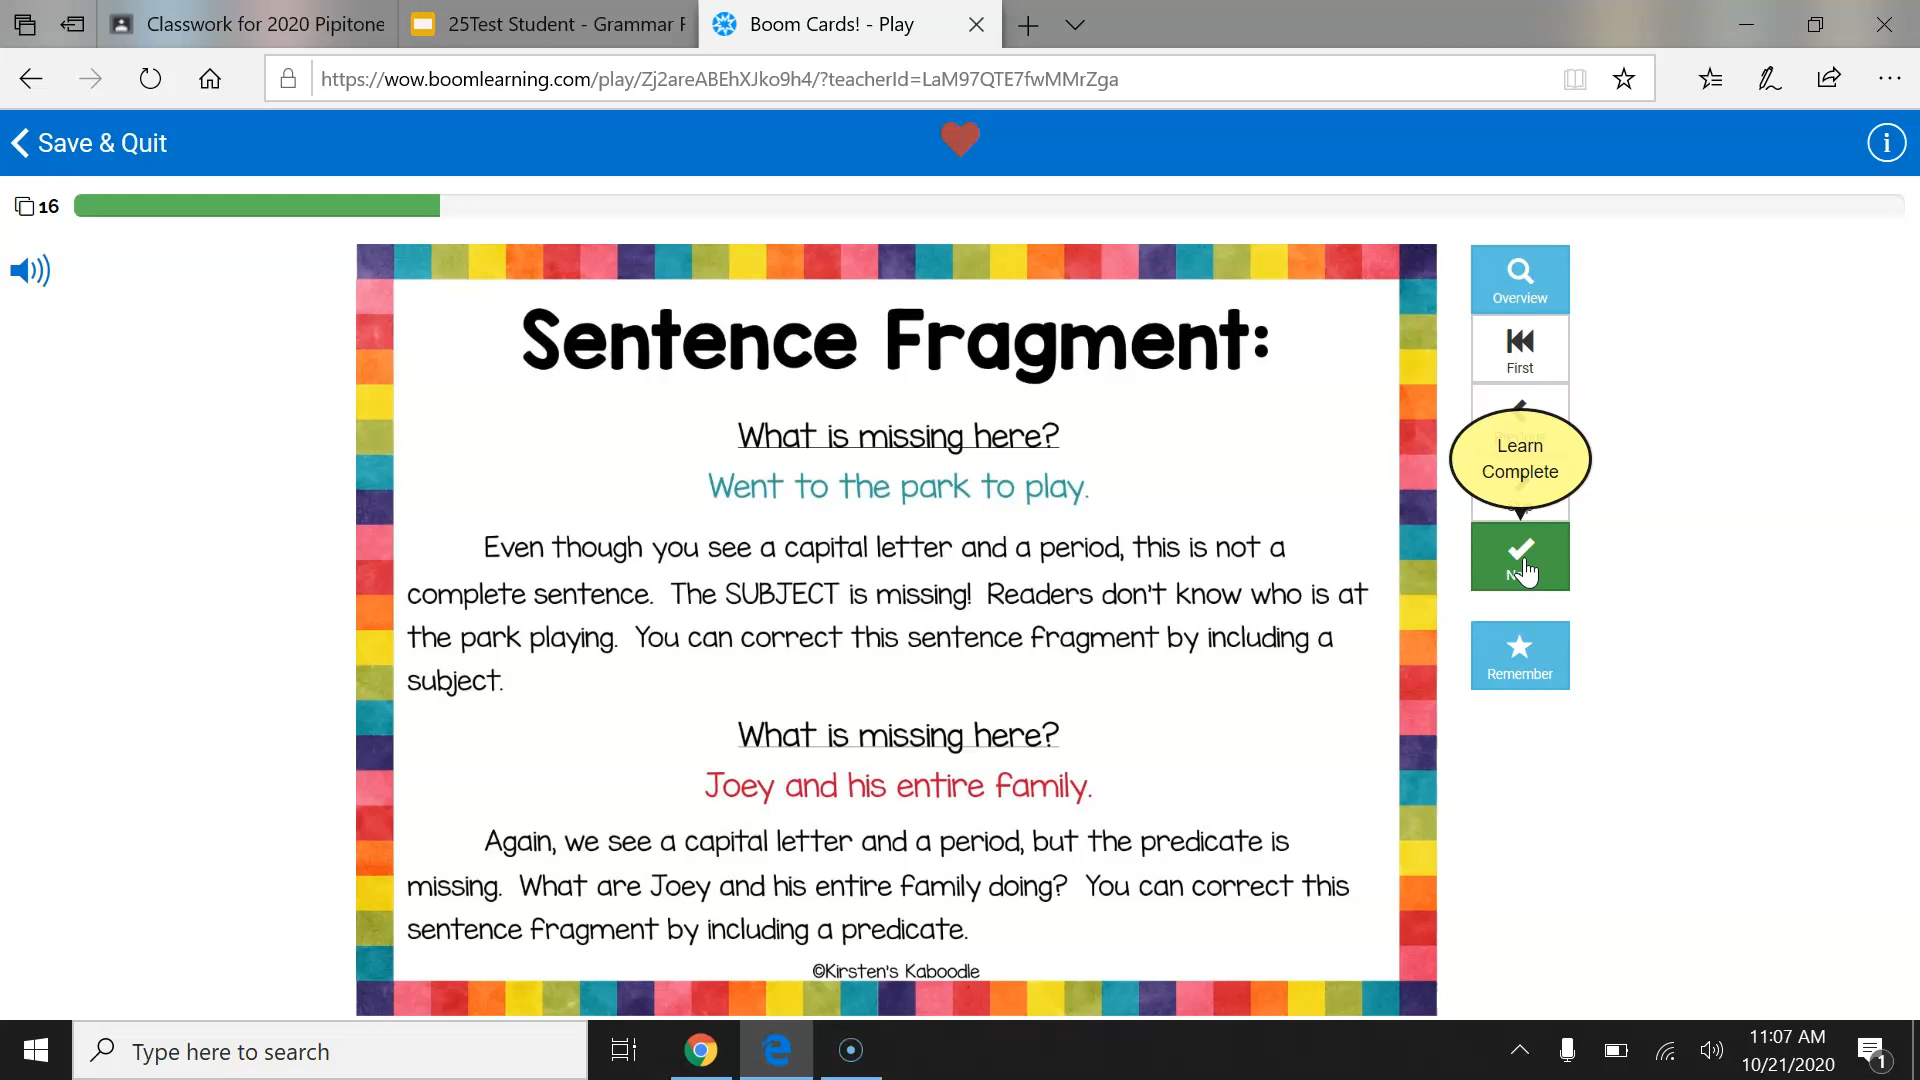 Classwork for 2020 Pipitone
25Test Student - Grammar F
Boom Cards! - Play
https://wow.boomlearning.com/play/Zj2areABEhXJko9h4/?teacherId=LaM97QTE7fwMMrZga
Save & Quit
16
Sentence Fragment:
What is missing here?
Went to the park to play.
Even though you see a capital letter and a period, this is not a
complete sentence. The SUBJECT is missing! Readers don't know who is at
the park playing. You can correct this sentence fragment by including a
subject.
What is missing here?
Joey and his entire family.
Again, we see a capital letter and a period, but the predicate is
missing. What are Joey and his entire family doing? You can correct this
sentence fragment by including a predicate.
©Kirsten's Kaboodle
Overview
First
Learn
Complete
Remember
Type here to search
11:07 AM
10/21/2020
1